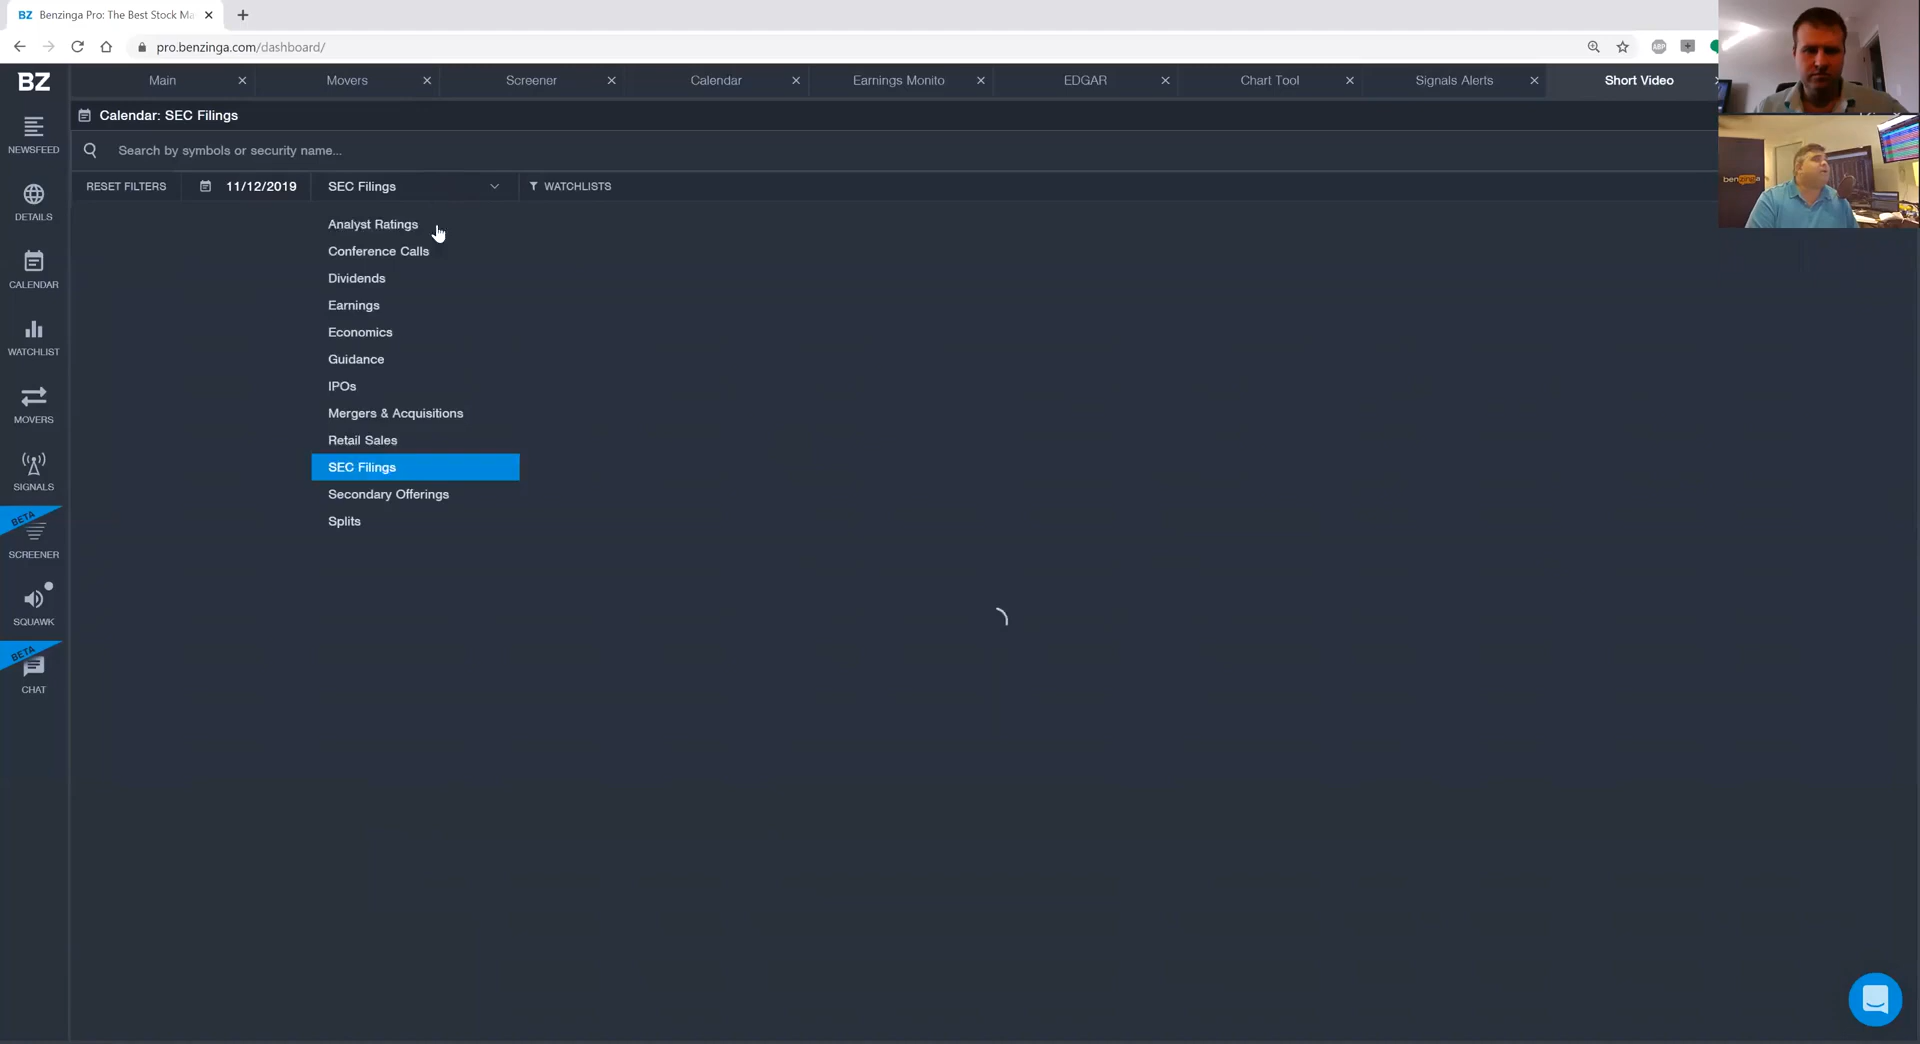 BZ Benzinga Pro: The Best Stock Ma
pro.benzinga.com/dashboard/
ABP
BZ
Main
Movers
Screener
Calendar
Earnings Monito
EDGAR
Chart Tool
Signals Alerts
Short Video
Calendar: SEC Filings
Search by symbols or security name...
RESET FILTERS
11/12/2019
SEC Filings
WATCHLISTS
Analyst Ratings
Conference Calls
Dividends
Earnings
Economics
Guidance
IPOs
Mergers & Acquisitions
Retail Sales
SEC Filings
Secondary Offerings
Splits
NEWSFEED
DETAILS
CALENDAR
WATCHLIST
MOVERS
SIGNALS
BETA
SCREENER
SQUAWK
BETA
CHAT
benzinga